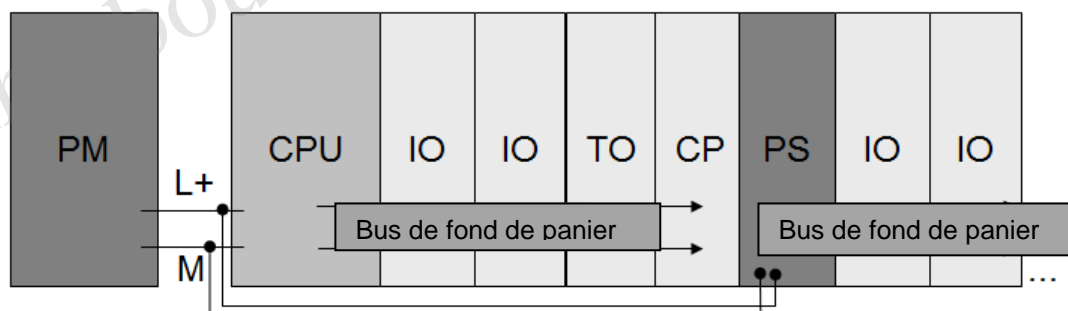 PM
CPU
IO
IO
TO
CP
PS
IO
IO
L+
Bus de fond de panier
Bus de fond de panier
M
...